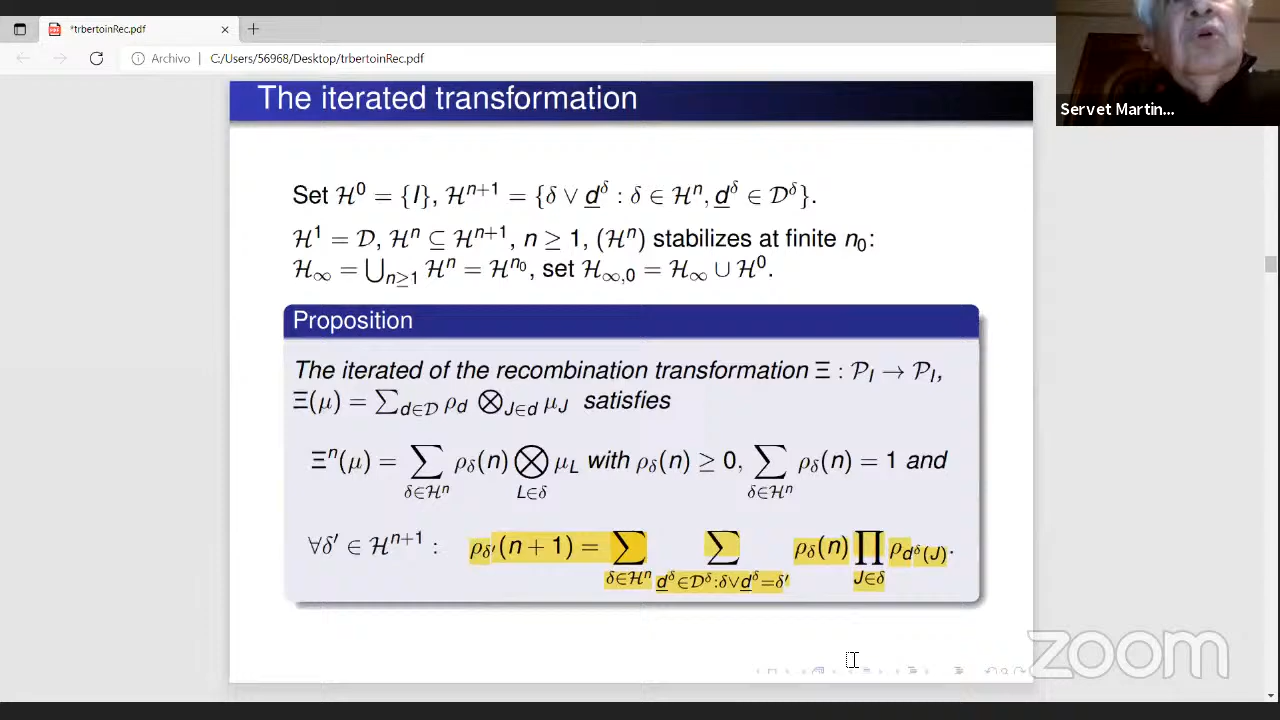 *trbertoinRec.pdf
Archivo | C:/Users/56968/Desktop/trbertoinRec.pdf
Servet Martin...
The iterated transformation
Set ℋ⁰ = {I}, ℋⁿ⁺¹ = {δ ∨ d̲^δ : δ ∈ ℋⁿ, d̲^δ ∈ 𝒟^δ}.
ℋ¹ = 𝒟, ℋⁿ ⊆ ℋⁿ⁺¹, n ≥ 1, (ℋⁿ) stabilizes at finite n₀:
ℋ_∞ = ⋃_{n≥1} ℋⁿ = ℋ^{n₀}, set ℋ_{∞,0} = ℋ_∞ ∪ ℋ⁰.
Proposition
The iterated of the recombination transformation Ξ : 𝒫_I → 𝒫_I,
Ξ(μ) = ∑_{d∈𝒟} ρ_d ⨂_{J∈d} μ_J satisfies
Ξⁿ(μ) = ∑_{δ∈ℋⁿ} ρ_δ(n) ⨂_{L∈δ} μ_L with ρ_δ(n) ≥ 0, ∑_{δ∈ℋⁿ} ρ_δ(n) = 1 and
∀δ′ ∈ ℋⁿ⁺¹ : ρ_{δ′}(n + 1) = ∑_{δ∈ℋⁿ} ∑_{d̲^δ∈𝒟^δ:δ∨d̲^δ=δ′} ρ_δ(n) ∏_{J∈δ} ρ_{d^δ(J)}.
zoom